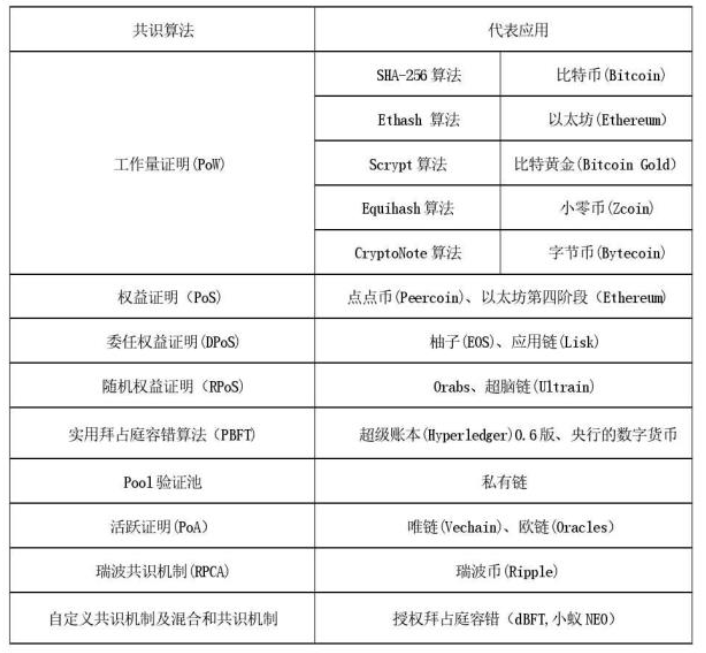 共识算法 代表应用
工作量证明(PoW) SHA-256 算法 比特币(Bitcoin)
Ethash 算法 以太坊(Ethereum)
Scrypt 算法 比特黄金(Bitcoin Gold)
Equihash 算法 小零币(Zcoin)
CryptoNote 算法 字节币(Bytecoin)
权益证明（PoS) 点点币(Peercoin)、以太坊第四阶段（Ethereum)
委任权益证明(DPoS) 柚子(EOS)、应用链(Lisk)
随机权益证明（RPoS) Orabs、超脑链(Ultrain)
实用拜占庭容错算法（PBFT) 超级账本(Hyperledger)0.6版、央行的数字货币
Pool 验证池 私有链
活跃证明(PoA) 唯链(Vechain)、欧链(Oracles)
瑞波共识机制(RPCA) 瑞波币(Ripple)
自定义共识机制及混合和共识机制 授权拜占庭容错（dBFT,小蚁 NEO）